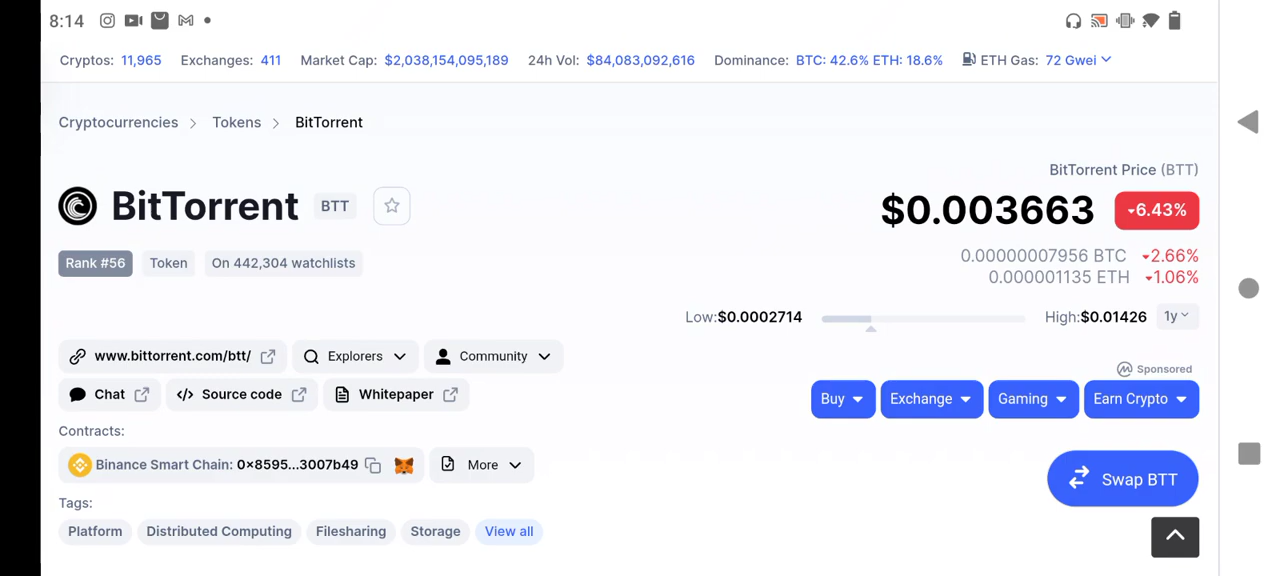 8:14
Cryptos: 11,965 Exchanges: 411 Market Cap: $2,038,154,095,189 24h Vol: $84,083,092,616 Dominance: BTC: 42.6% ETH: 18.6% ETH Gas: 72 Gwei
Cryptocurrencies > Tokens > BitTorrent
BitTorrent Price (BTT)
BitTorrent BTT $0.003663 6.43%
0.00000007956 BTC 2.66%
Rank #56 Token On 442,304 watchlists
0.000001135 ETH 1.06%
Low:$0.0002714 High:$0.01426 1y
www.bittorrent.com/btt/ Explorers Community
Sponsored
Chat Source code Whitepaper
Buy Exchange Gaming Earn Crypto
Contracts:
Binance Smart Chain: 0x8595...3007b49 More
Swap BTT
Tags:
Platform Distributed Computing Filesharing Storage View all